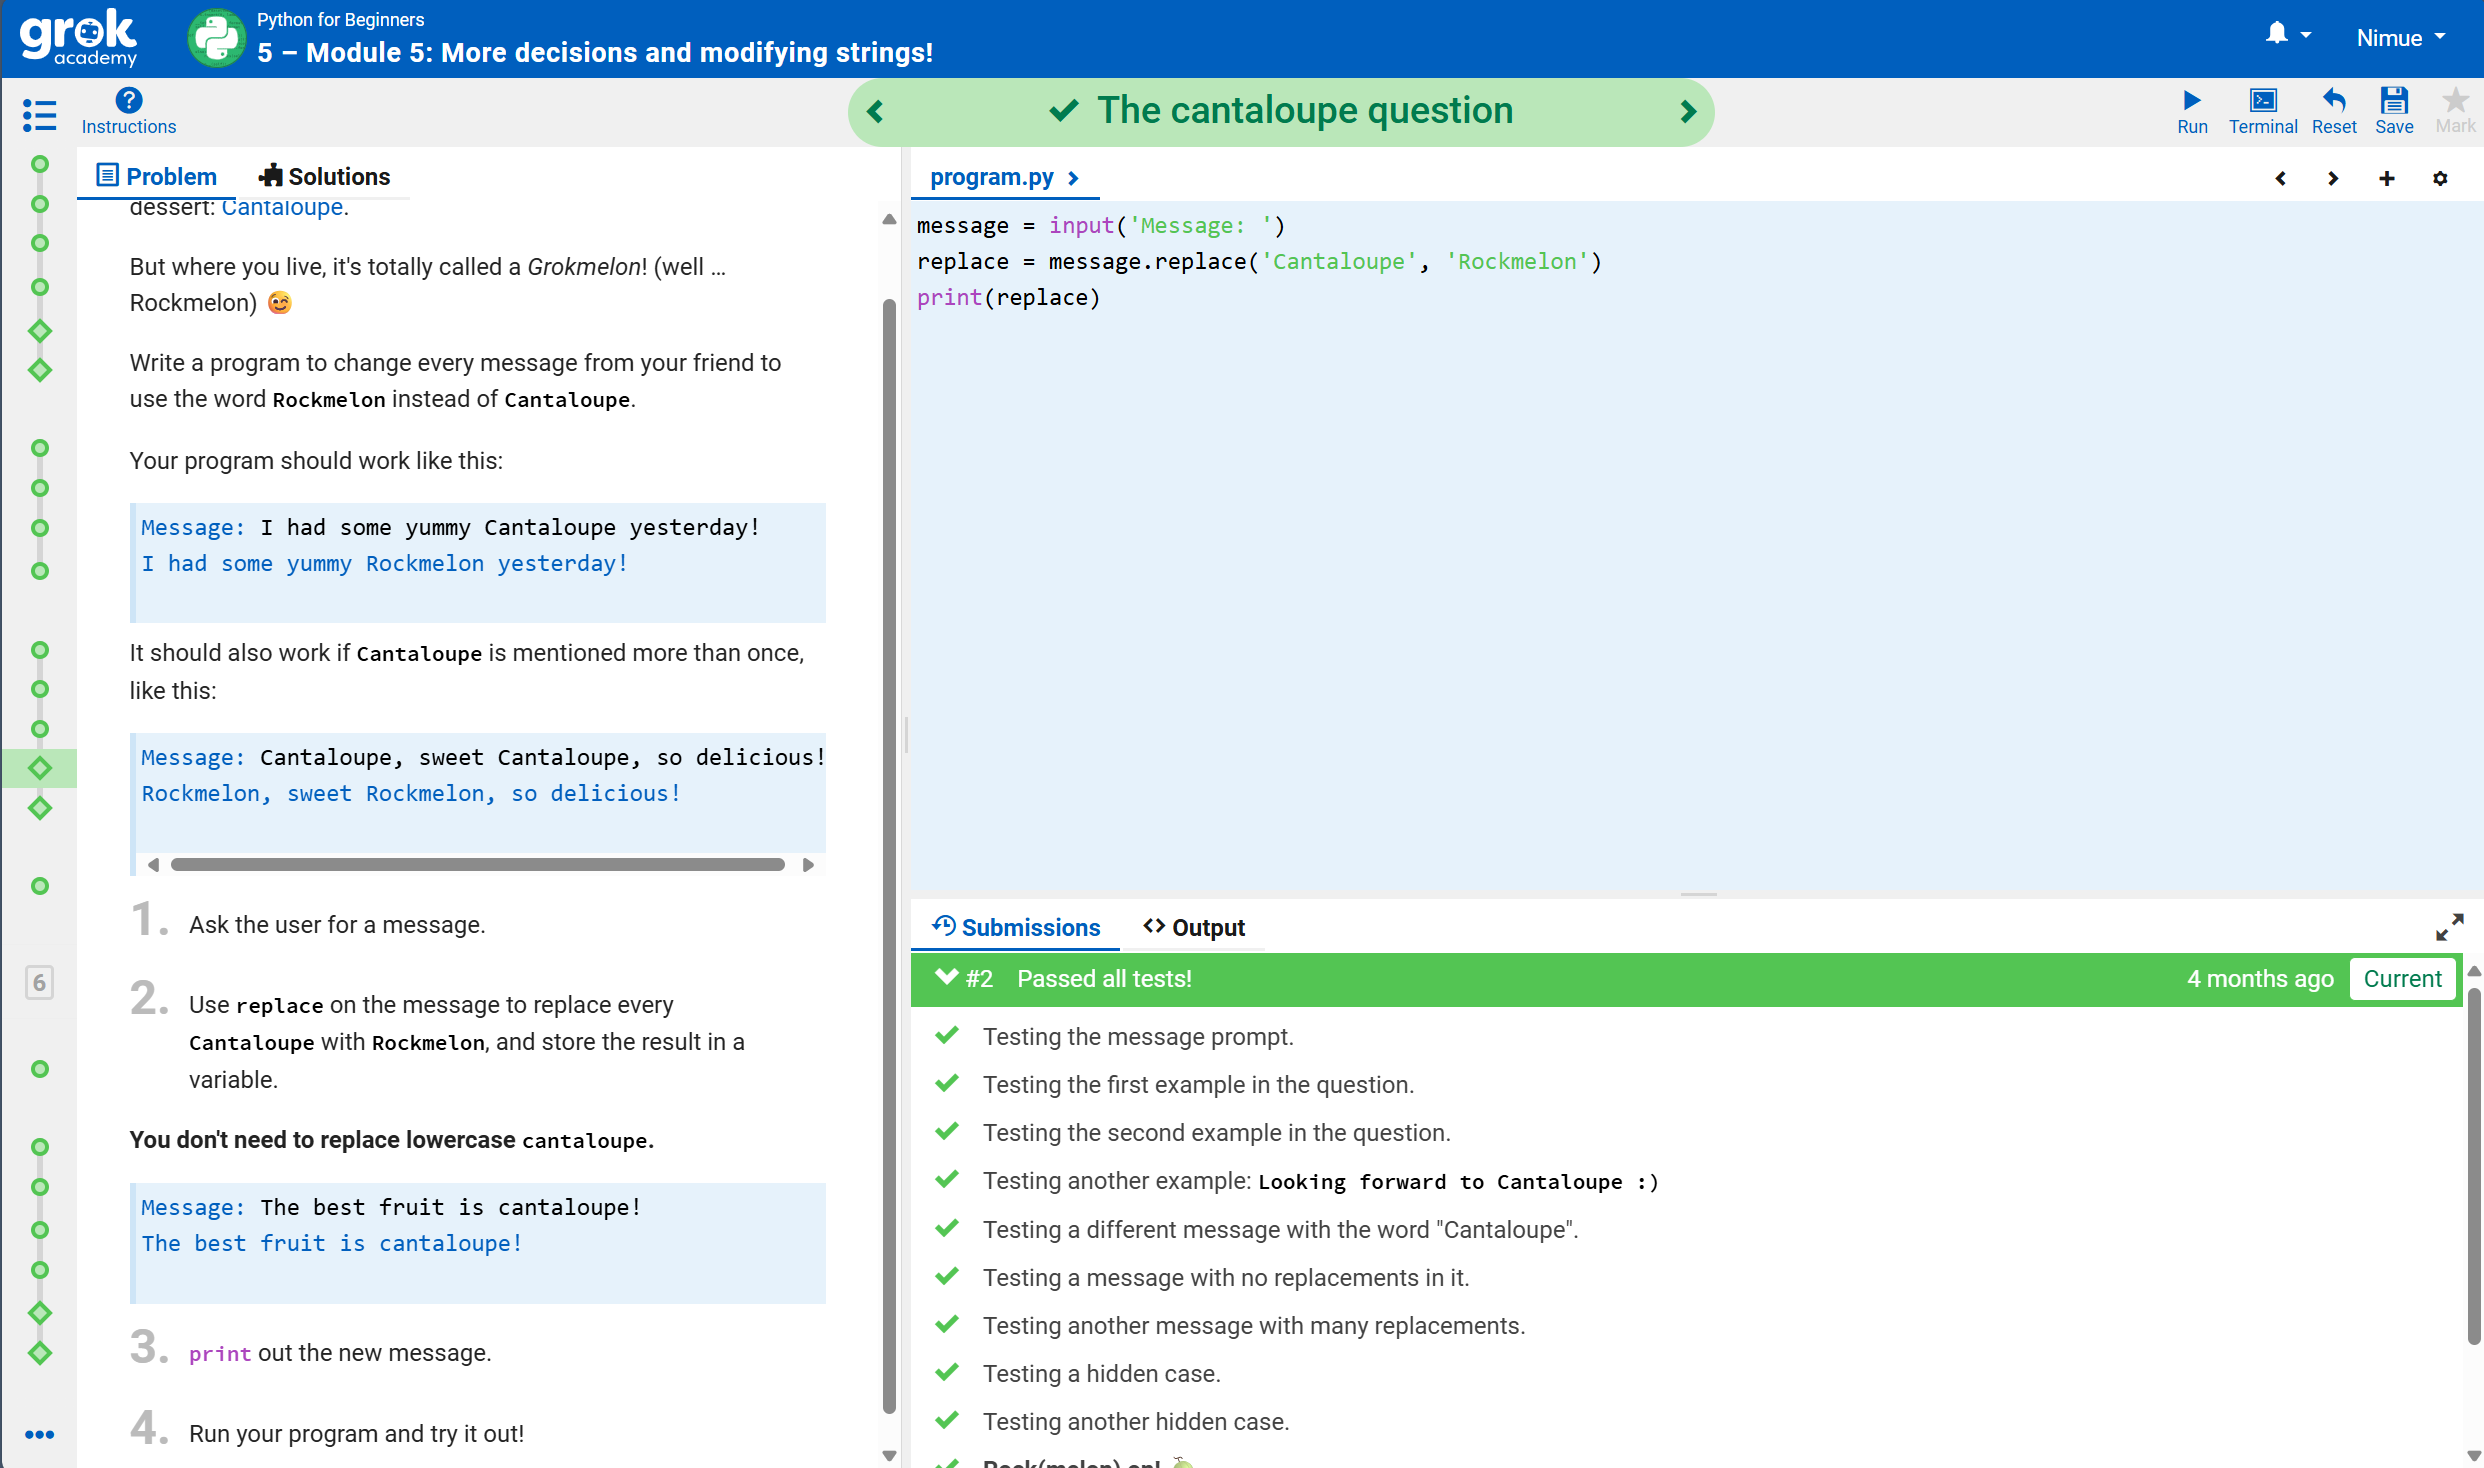 grok academy
Python for Beginners
5 – Module 5: More decisions and modifying strings!
Nimue
Instructions
The cantaloupe question
Run
Terminal
Reset
Save
Mark
Problem
Solutions
dessert: Cantaloupe.
But where you live, it's totally called a Grokmelon! (well …
Rockmelon)
Write a program to change every message from your friend to
use the word Rockmelon instead of Cantaloupe.
Your program should work like this:
Message: I had some yummy Cantaloupe yesterday!
I had some yummy Rockmelon yesterday!
It should also work if Cantaloupe is mentioned more than once,
like this:
Message: Cantaloupe, sweet Cantaloupe, so delicious!
Rockmelon, sweet Rockmelon, so delicious!
1. Ask the user for a message.
2. Use replace on the message to replace every
Cantaloupe with Rockmelon, and store the result in a
variable.
You don't need to replace lowercase cantaloupe.
Message: The best fruit is cantaloupe!
The best fruit is cantaloupe!
3. print out the new message.
4. Run your program and try it out!
6
program.py
message = input('Message: ')
replace = message.replace('Cantaloupe', 'Rockmelon')
print(replace)
Submissions
Output
#2 Passed all tests!
4 months ago
Current
Testing the message prompt.
Testing the first example in the question.
Testing the second example in the question.
Testing another example: Looking forward to Cantaloupe :)
Testing a different message with the word "Cantaloupe".
Testing a message with no replacements in it.
Testing another message with many replacements.
Testing a hidden case.
Testing another hidden case.
Rock(melon) on!